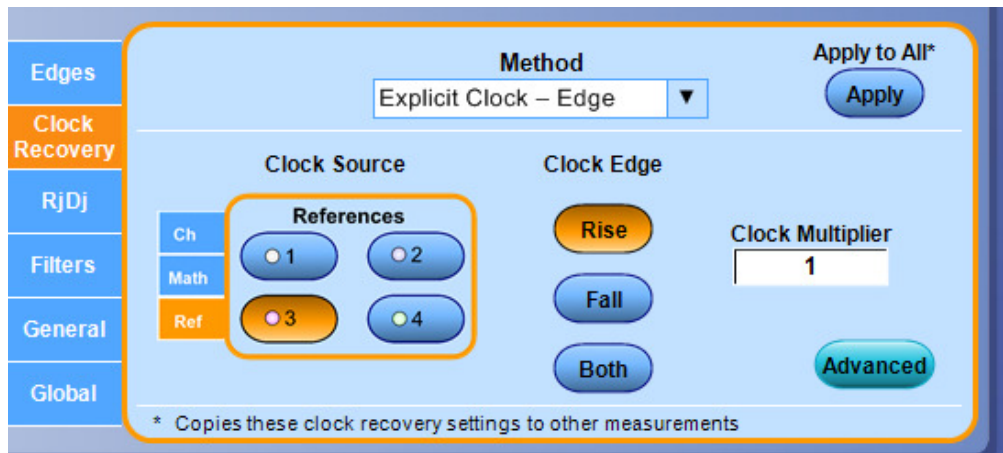 Edges
Clock
Recovery
RjDj
Filters
General
Global
Method
Explicit Clock – Edge
Apply to All*
Apply
Clock Source
Ch
Math
Ref
References
1
2
3
4
Clock Edge
Rise
Fall
Both
Clock Multiplier
1
Advanced
* Copies these clock recovery settings to other measurements